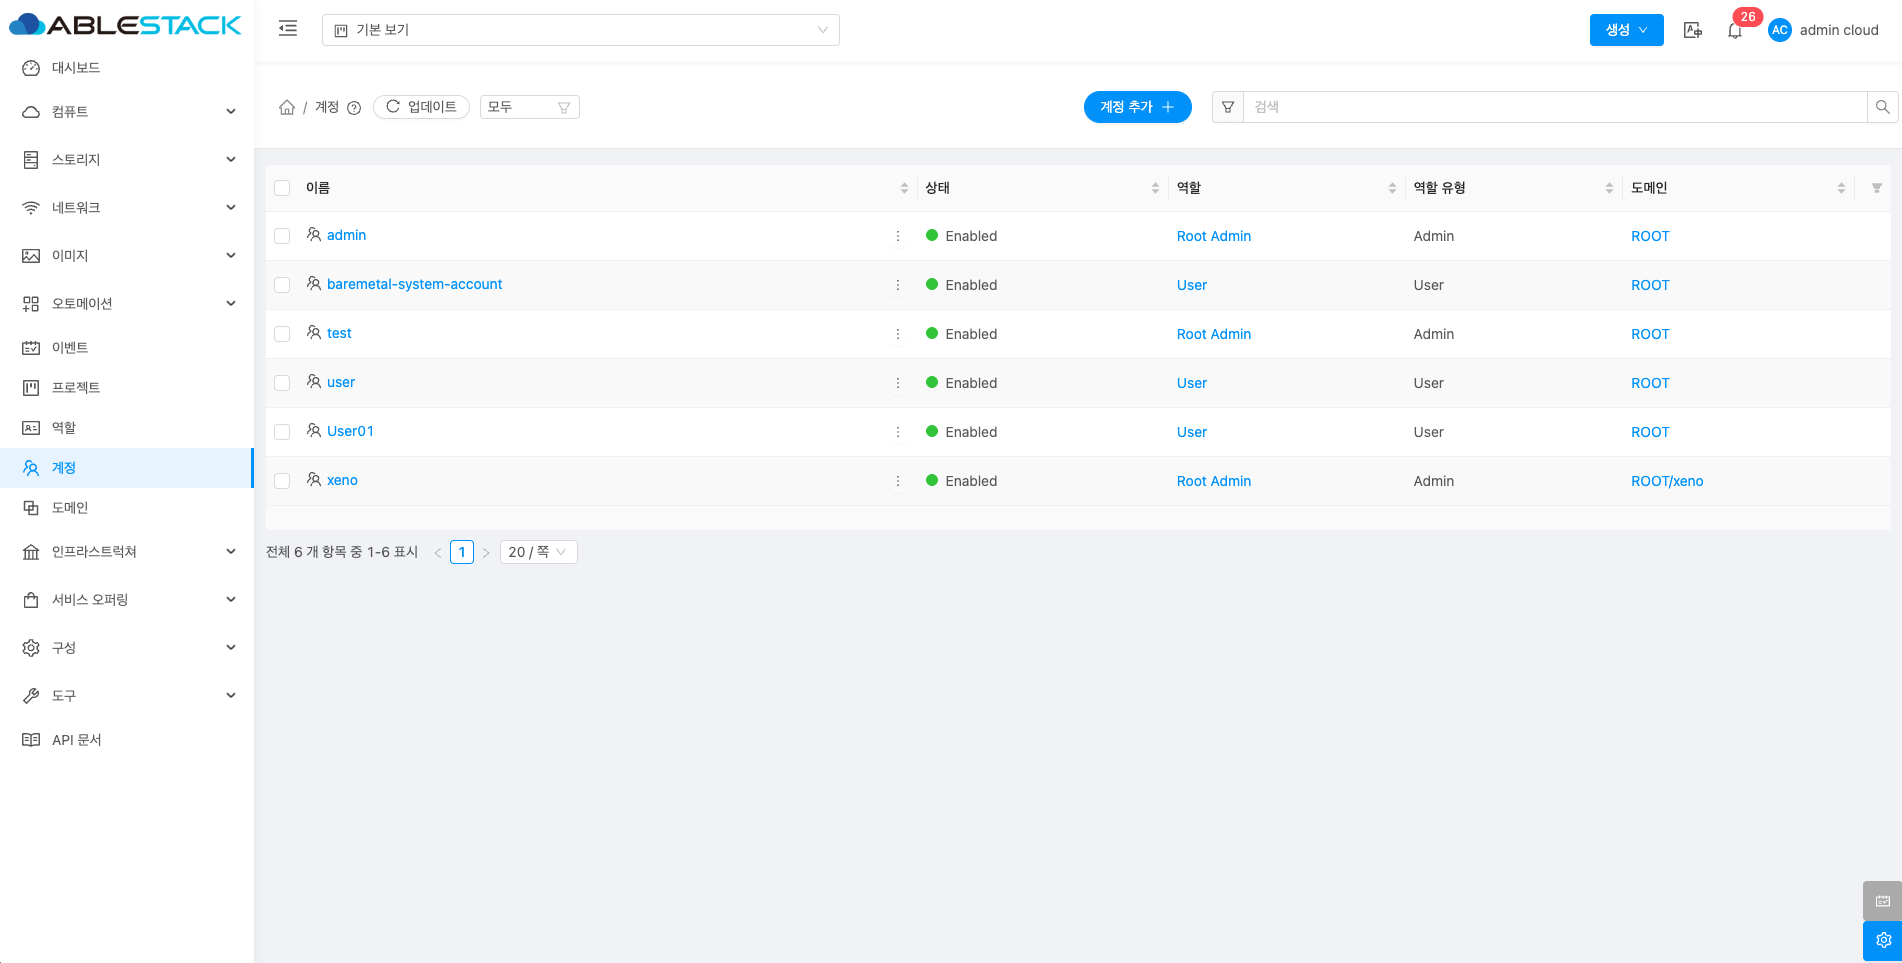 ABLESTACK
기본 보기
생성
26
AC
admin cloud
대시보드
컴퓨트
스토리지
네트워크
이미지
오토메이션
이벤트
프로젝트
역할
계정
도메인
인프라스트럭쳐
서비스 오퍼링
구성
도구
API 문서
/ 계정
업데이트
모두
계정 추가
검색
이름 상태 역할 역할 유형 도메인
admin Enabled Root Admin Admin ROOT
baremetal-system-account Enabled User User ROOT
test Enabled Root Admin Admin ROOT
user Enabled User User ROOT
User01 Enabled User User ROOT
xeno Enabled Root Admin Admin ROOT/xeno
전체 6 개 항목 중 1-6 표시 < 1 > 20 / 쪽